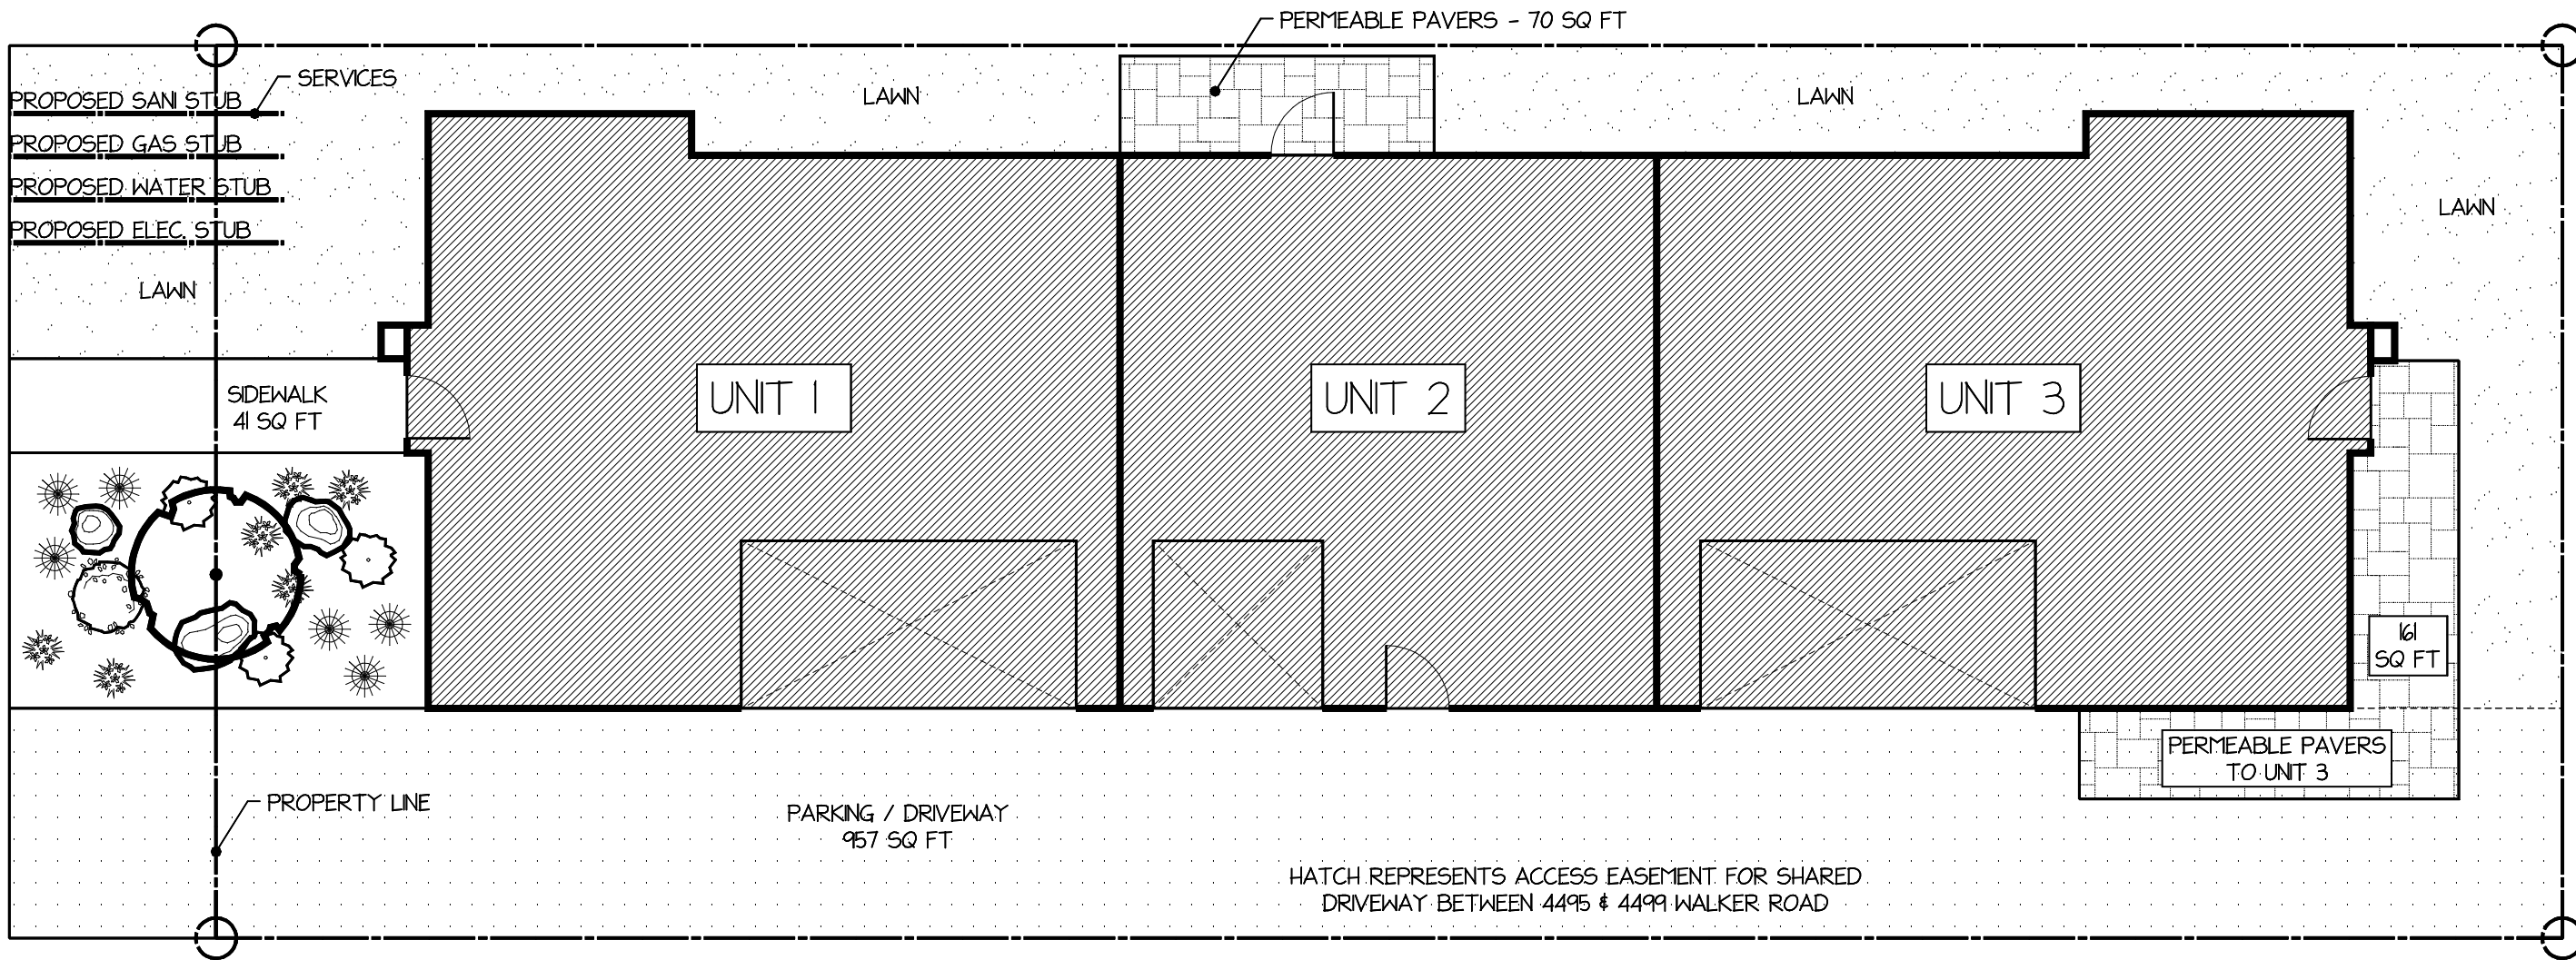 PERMEABLE PAVERS - 70 SQ FT
SERVICES
PROPOSED SANI STUB
LAWN
LAWN
PROPOSED GAS STUB
PROPOSED WATER STUB
LAWN
PROPOSED ELEC. STUB
LAWN
SIDEWALK
41 SQ FT
UNIT 1
UNIT 2
UNIT 3
161
SQ FT
PERMEABLE PAVERS
TO UNIT 3
PROPERTY LINE
PARKING / DRIVEWAY
957 SQ FT
HATCH REPRESENTS ACCESS EASEMENT FOR SHARED
DRIVEWAY BETWEEN 4495 & 4499 WALKER ROAD